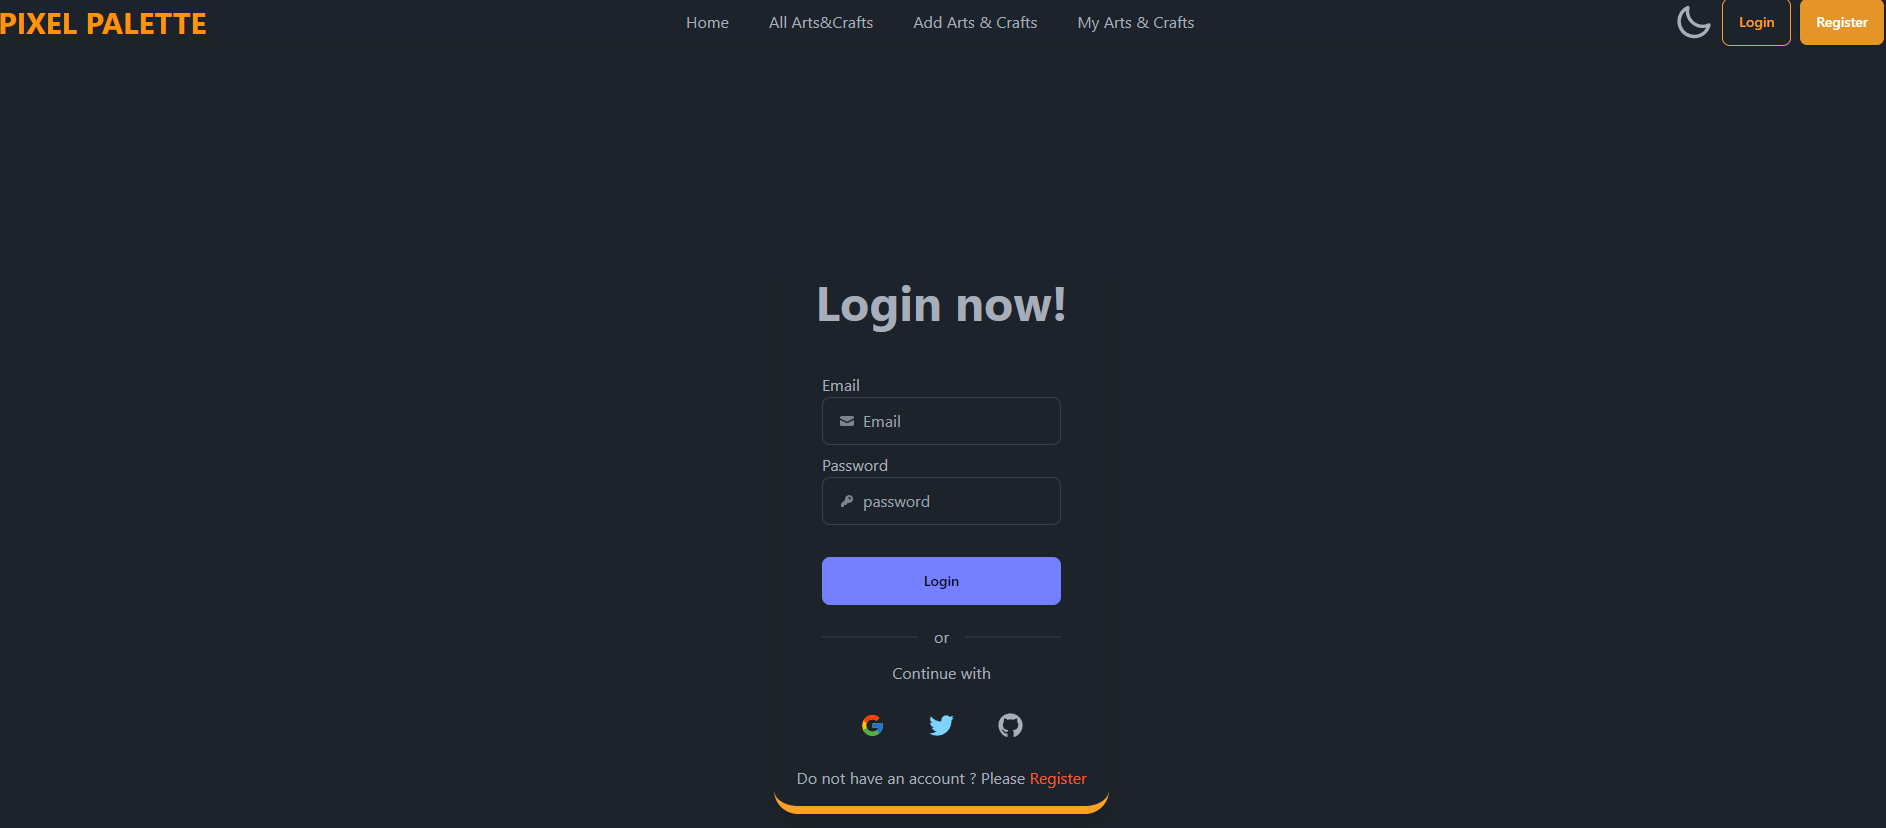 PIXEL PALETTE Home All Arts&Crafts Add Arts & Crafts My Arts & Crafts Login Register
Login now!
Email
Email
Password
password
Login
or
Continue with
Do not have an account ? Please Register